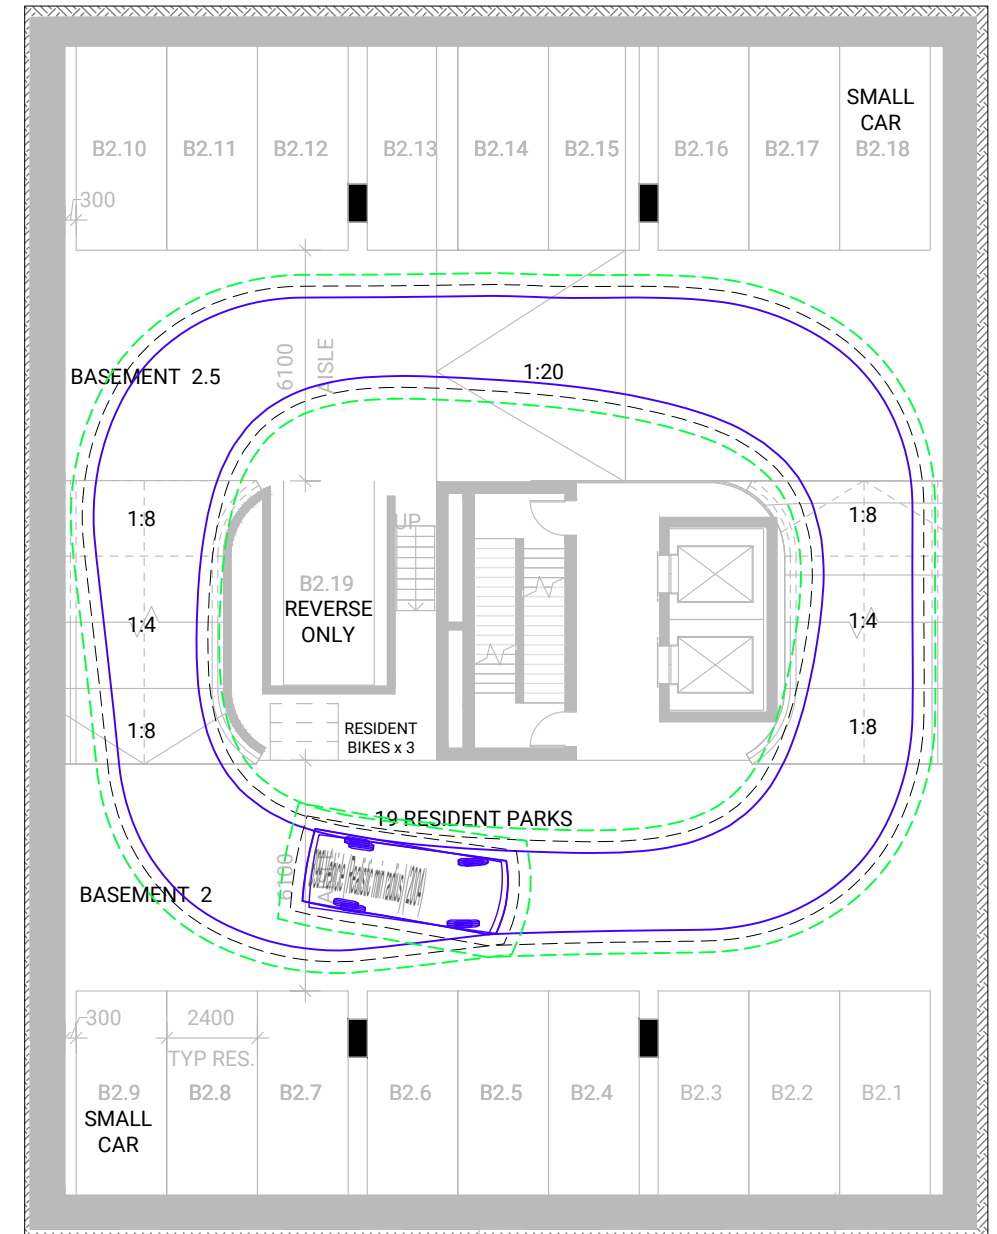 SMALL
CAR
B2.10 B2.11 B2.12 B2.13 B2.14 B2.15 B2.16 B2.17 B2.18
300
6100
AISLE
BASEMENT 2.5
1:20
1:8
UP
1:8
B2.19
REVERSE
ONLY
1:4
1:4
1:8
RESIDENT
BIKES x 3
1:8
19 RESIDENT PARKS
6100
BASEMENT 2
300
2400
TYP RES.
B2.9 B2.8 B2.7 B2.6 B2.5 B2.4 B2.3 B2.2 B2.1
SMALL
CAR